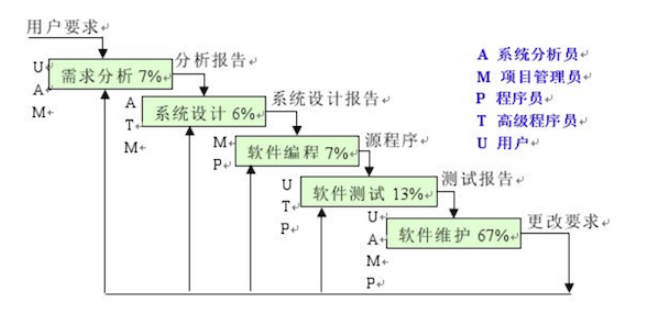 用户要求
U
A
M
需求分析 7%
分析报告
A
T
M
系统设计 6%
系统设计报告
M
P
软件编程 7%
源程序
U
T
P
软件测试 13%
测试报告
U
A
M
P
软件维护 67%
更改要求
A 系统分析员
M 项目管理员
P 程序员
T 高级程序员
U 用户